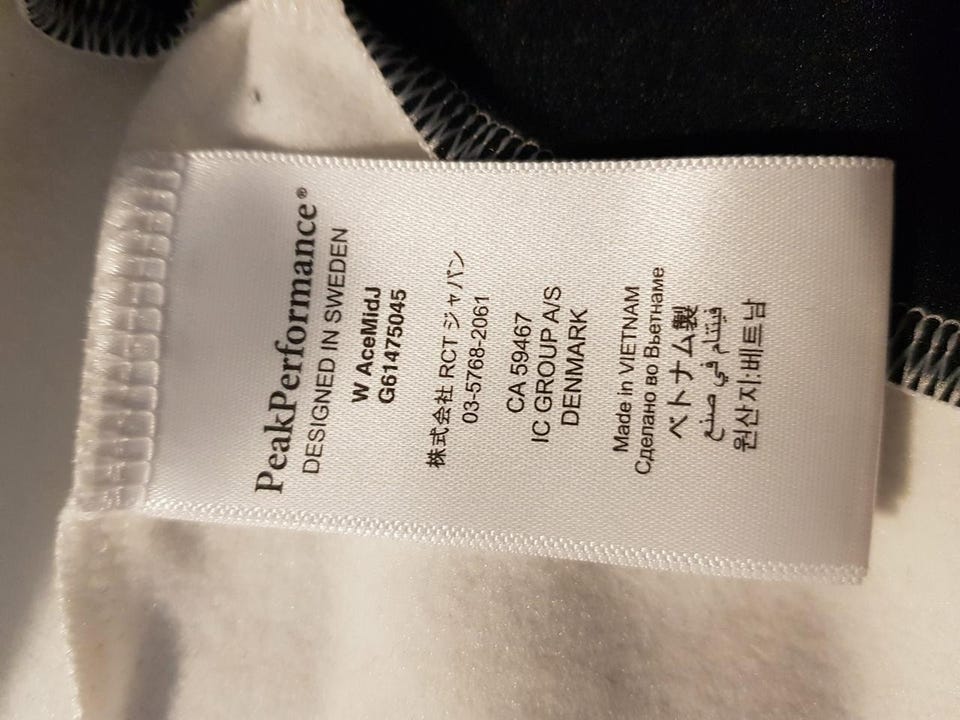 PeakPerformance®
DESIGNED IN SWEDEN
W AceMidJ
G61475045
株式会社 RCT ジャパン
03-5768-2061
CA 59467
IC GROUP A/S
DENMARK
Made in VIETNAM
Сделано во Вьетнаме
ベトナム製
فيتنام في صنع
원산지:베트남